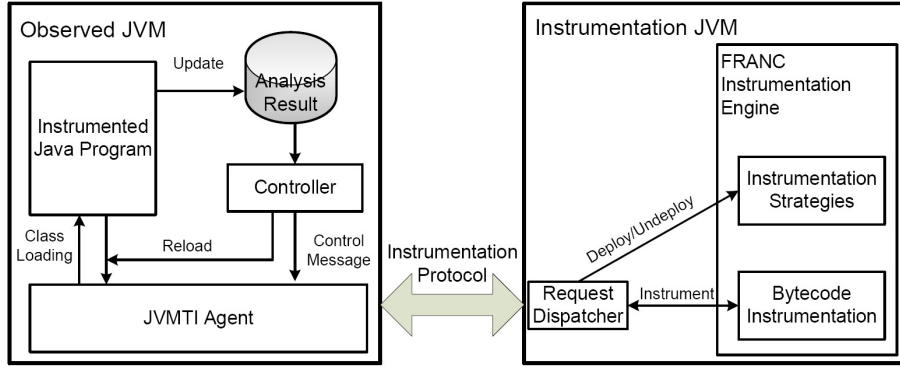 Observed JVM
Update
Analysis
Result
Instrumented
Java Program
Controller
Class
Loading
Reload
Control
Message
JVMTI Agent
Instrumentation
Protocol
Instrumentation JVM
FRANC
Instrumentation
Engine
Instrumentation
Strategies
Deploy/Undeploy
Request
Dispatcher
Instrument
Bytecode
Instrumentation